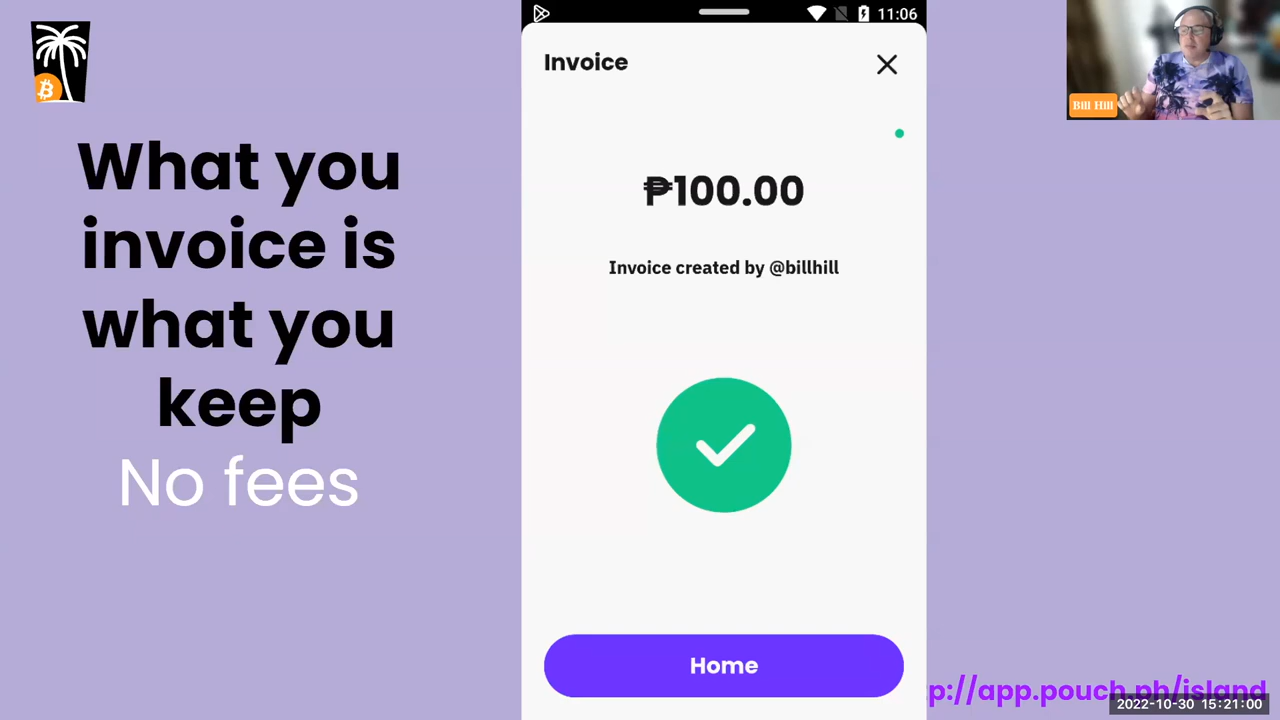 What you
invoice is
what you
keep
No fees
11:06
Invoice
₱100.00
Invoice created by @billhill
Home
Bill Hill
p://app.pouch.ph/island
2022-10-30 15:21:00